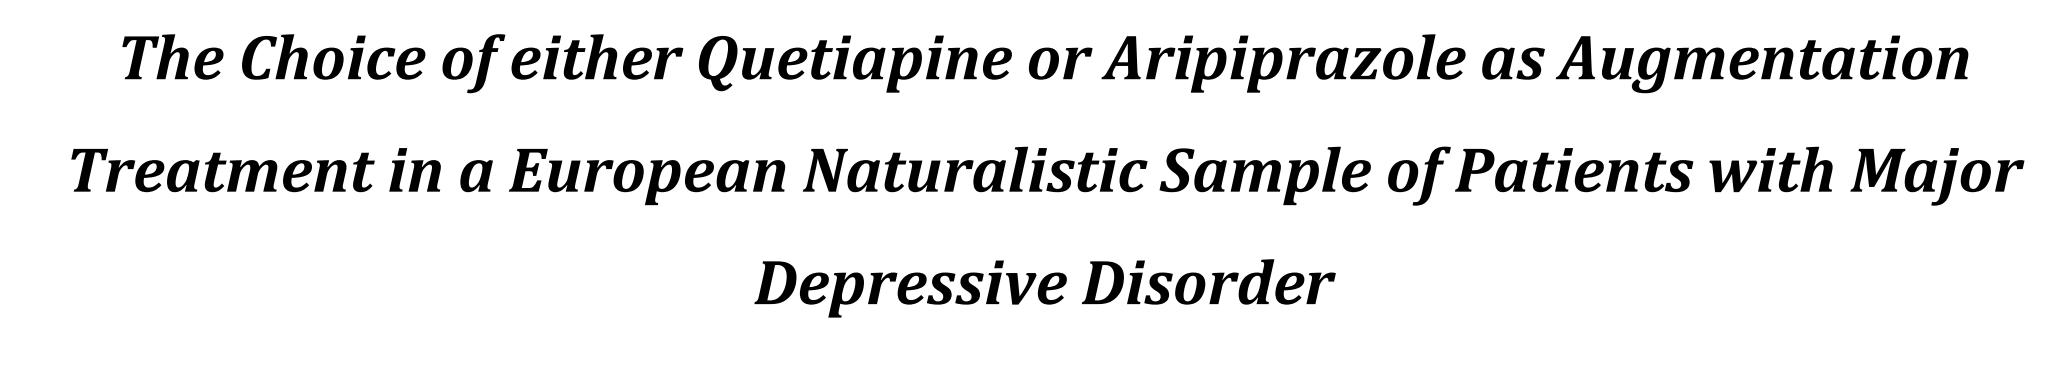 The Choice of either Quetiapine or Aripiprazole as Augmentation
Treatment in a European Naturalistic Sample of Patients with Major
Depressive Disorder